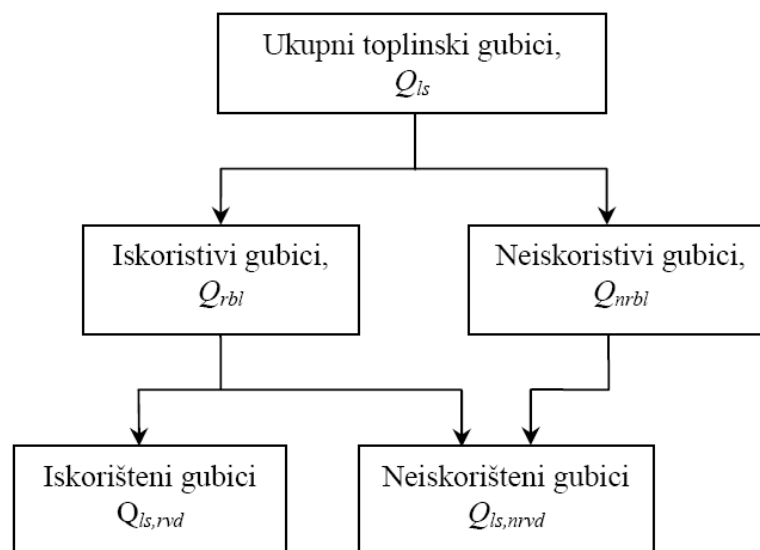 Ukupni toplinski gubici,
Qls
Iskoristivi gubici,
Qrbl
Neiskoristivi gubici,
Qnrbl
Iskorišteni gubici
Qls,rvd
Neiskorišteni gubici
Qls,nrvd